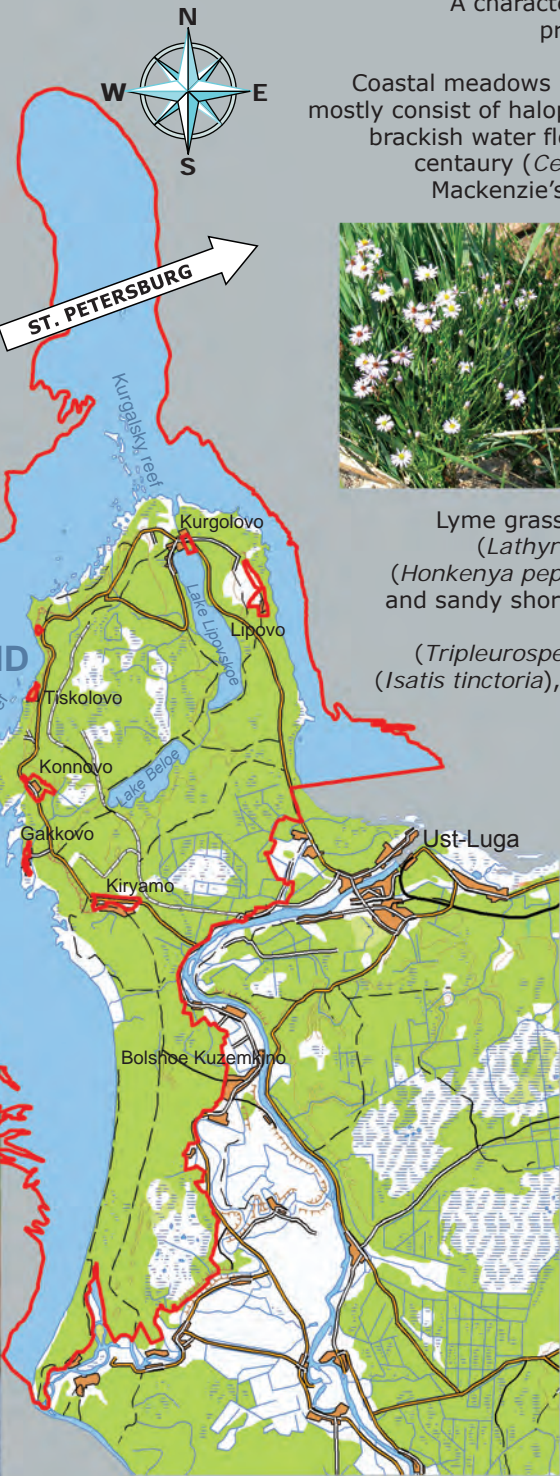 A characte
pr
Coastal meadows
mostly consist of halop
brackish water fl
centaury (Ce
Mackenzie's
N
W
E
S
ST. PETERSBURG
Kurgalsky reef
Lyme grass
(Lathyr
(Honkenya pep
and sandy shor
(Tripleurospe
(Isatis tinctoria),
Kurgolovo
Lake Lipovskoe
Lipovo
ND
Tiskolovo
Konnovo
Lake Beloe
Gakkovo
Kiryamo
Ust-Luga
Bolshoe Kuzemkino